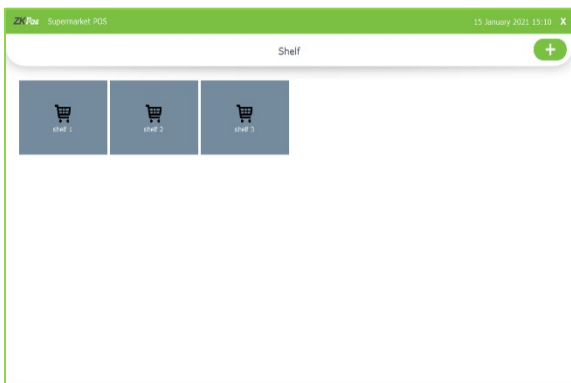 ZKPos Supermarket POS 15 January 2021 15:10 X
Shelf +
shelf 1 shelf 2 shelf 3